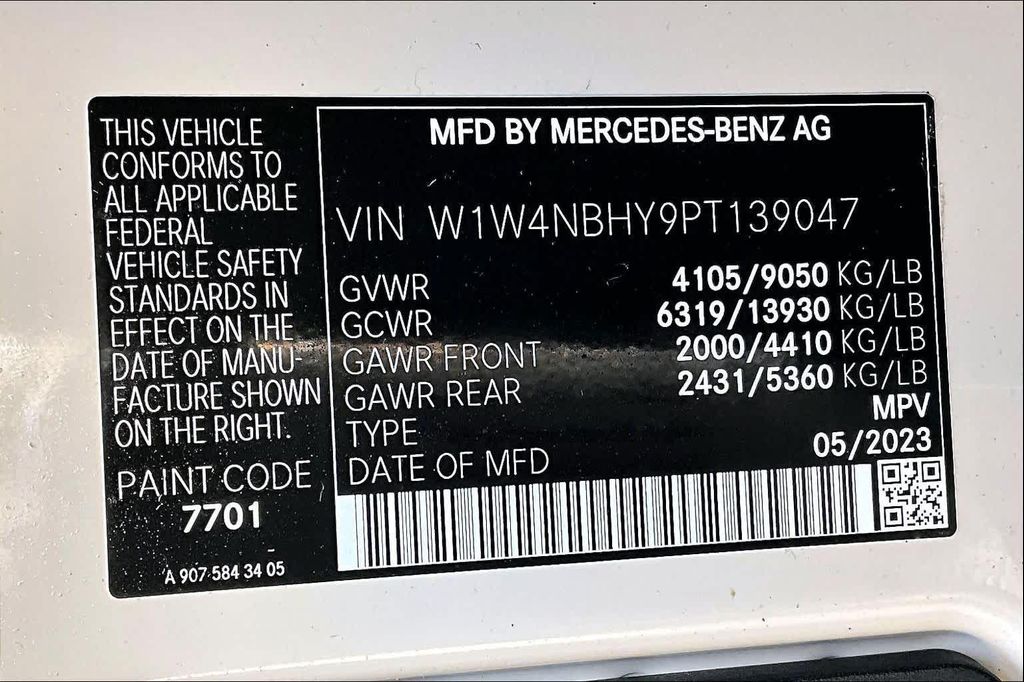 THIS VEHICLE
CONFORMS TO
ALL APPLICABLE
FEDERAL
VEHICLE SAFETY
STANDARDS IN
EFFECT ON THE
DATE OF MANU-
FACTURE SHOWN
ON THE RIGHT.
PAINT CODE
7701
A 907 584 34 05
MFD BY MERCEDES-BENZ AG
VIN W1W4NBHY9PT139047
GVWR 4105/9050 KG/LB
GCWR 6319/13930 KG/LB
GAWR FRONT 2000/4410 KG/LB
GAWR REAR 2431/5360 KG/LB
TYPE MPV
DATE OF MFD 05/2023